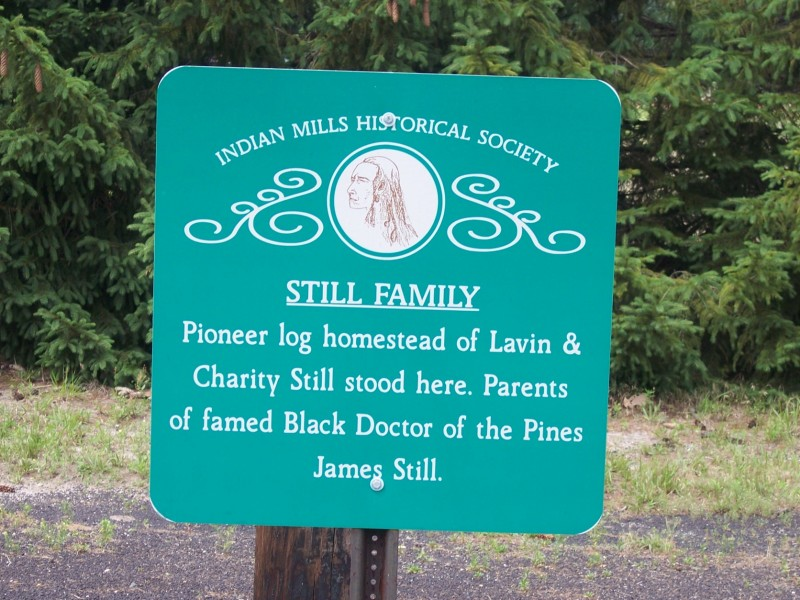 INDIAN MILLS HISTORICAL SOCIETY
STILL FAMILY
Pioneer log homestead of Lavin &
Charity Still stood here. Parents
of famed Black Doctor of the Pines
James Still.